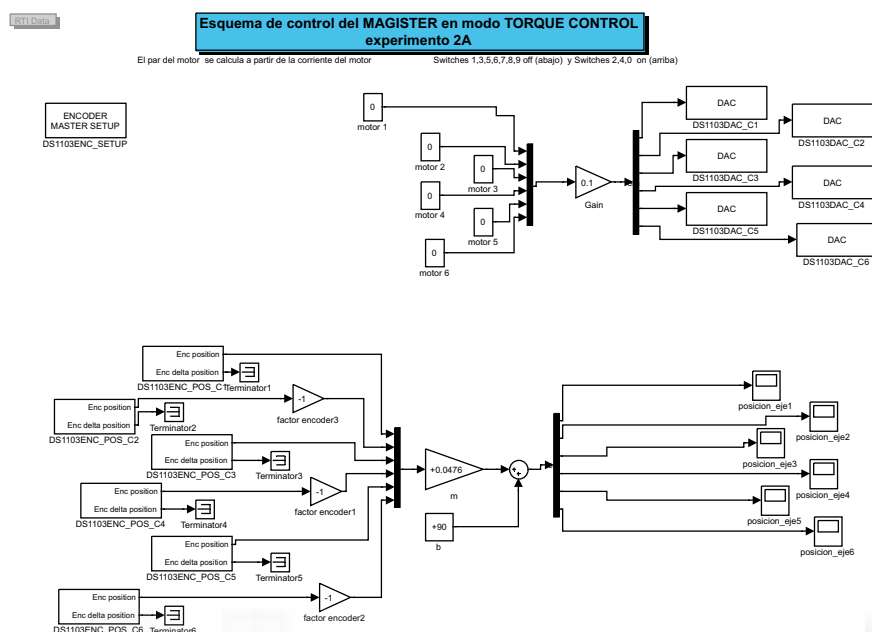 RTI Data
Esquema de control del MAGISTER en modo TORQUE CONTROL
experimento 2A
El par del motor se calcula a partir de la corriente del motor
Switches 1,3,5,6,7,8,9 off (abajo) y Switches 2,4,0 on (arriba)
ENCODER
MASTER SETUP
DS1103ENC_SETUP
0
motor 1
0
motor 2
0
motor 3
0
motor 4
0
motor 5
0
motor 6
0.1
Gain
DAC
DS1103DAC_C1
DAC
DS1103DAC_C2
DAC
DS1103DAC_C3
DAC
DS1103DAC_C4
DAC
DS1103DAC_C5
DAC
DS1103DAC_C6
Enc position
Enc delta position
DS1103ENC_POS_C1
Terminator1
Enc position
Enc delta position
DS1103ENC_POS_C2
Terminator2
-1
factor encoder3
Enc position
Enc delta position
DS1103ENC_POS_C3
Terminator3
Enc position
Enc delta position
DS1103ENC_POS_C4
Terminator4
-1
factor encoder1
Enc position
Enc delta position
DS1103ENC_POS_C5
Terminator5
Enc position
Enc delta position
DS1103ENC_POS_C6
Terminator6
-1
factor encoder2
+0.0476
m
+90
b
+
+
posicion_eje1
posicion_eje2
posicion_eje3
posicion_eje4
posicion_eje5
posicion_eje6